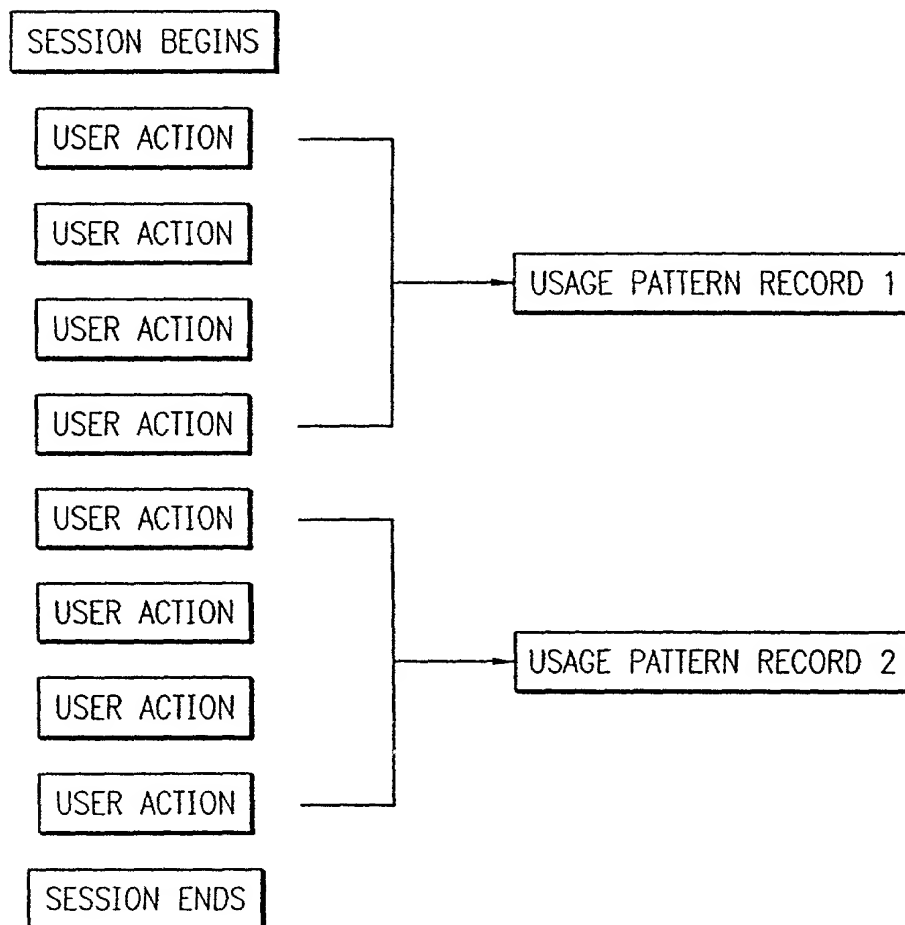 SESSION BEGINS
USER ACTION
USER ACTION
USAGE PATTERN RECORD 1
USER ACTION
USER ACTION
USER ACTION
USER ACTION
USAGE PATTERN RECORD 2
USER ACTION
USER ACTION
SESSION ENDS